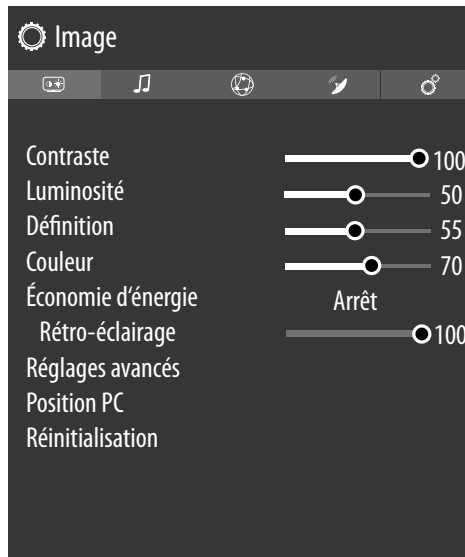 Image
Contraste 100
Luminosité 50
Définition 55
Couleur 70
Économie d‘énergie Arrêt
Rétro-éclairage 100
Réglages avancés
Position PC
Réinitialisation